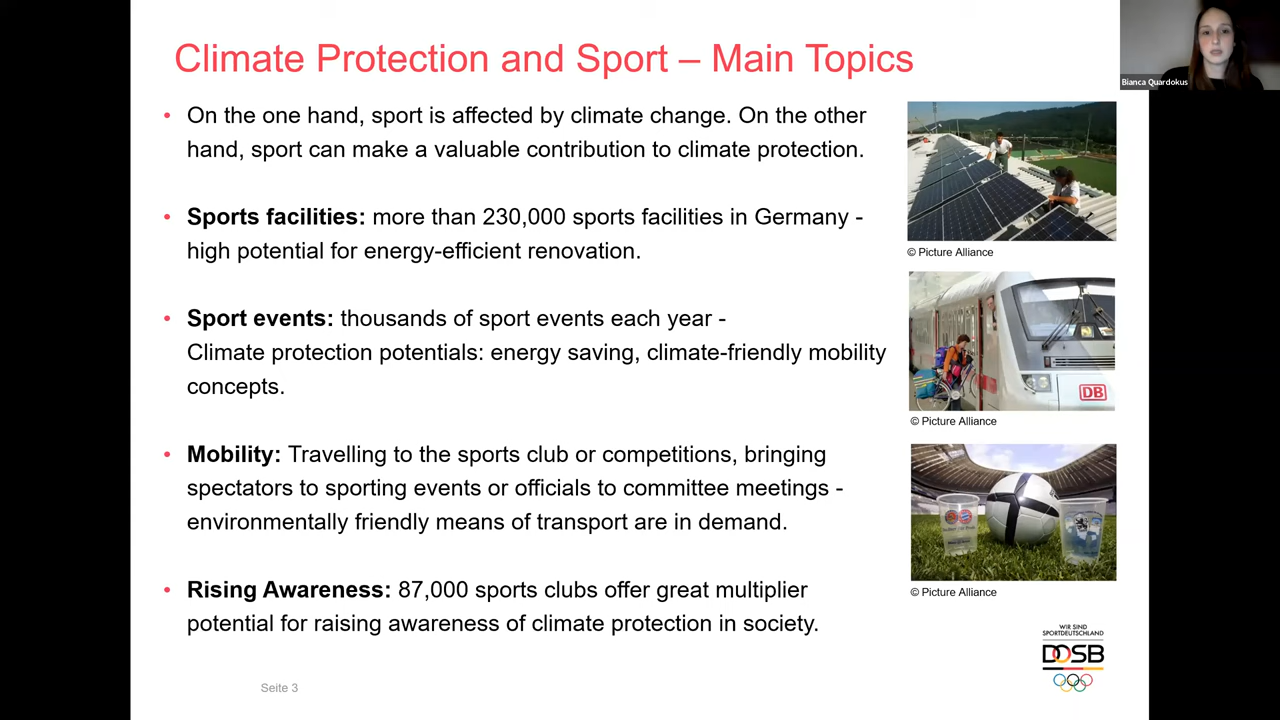 Climate Protection and Sport – Main Topics
Bianca Quardokus
• On the one hand, sport is affected by climate change. On the other
hand, sport can make a valuable contribution to climate protection.
• Sports facilities: more than 230,000 sports facilities in Germany -
high potential for energy-efficient renovation.
© Picture Alliance
• Sport events: thousands of sport events each year -
Climate protection potentials: energy saving, climate-friendly mobility
concepts.
DB
© Picture Alliance
• Mobility: Travelling to the sports club or competitions, bringing
spectators to sporting events or officials to committee meetings -
environmentally friendly means of transport are in demand.
• Rising Awareness: 87,000 sports clubs offer great multiplier
potential for raising awareness of climate protection in society.
© Picture Alliance
WIR SIND
SPORTDEUTSCHLAND
DOSB
Seite 3